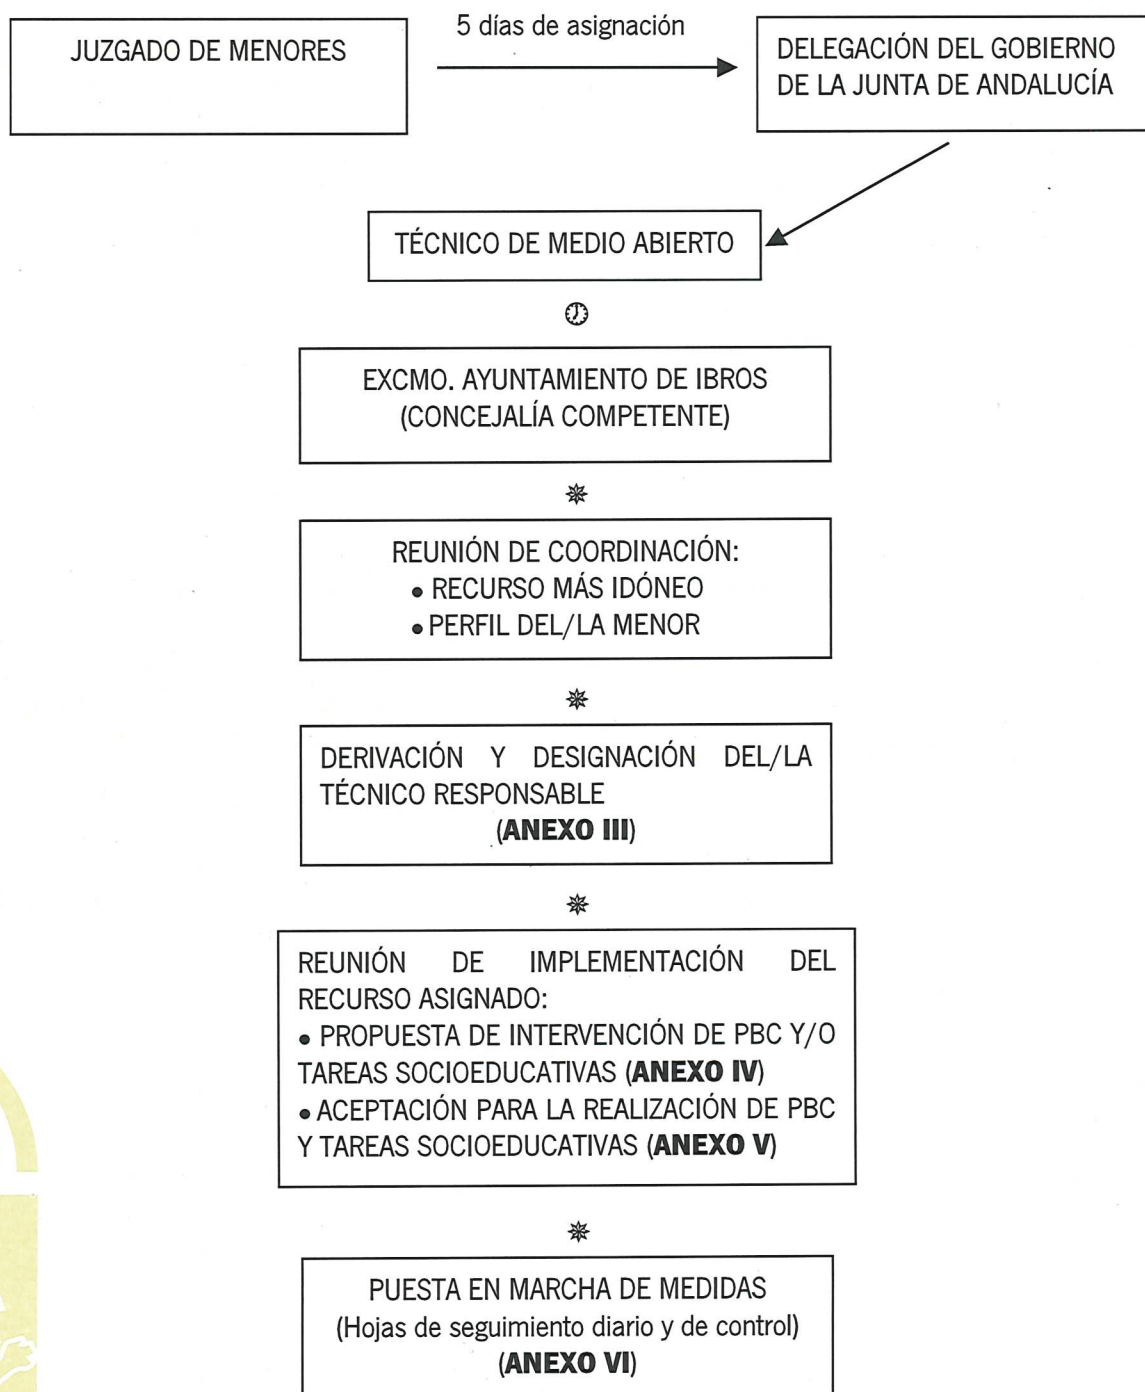 JUZGADO DE MENORES
5 días de asignación
DELEGACIÓN DEL GOBIERNO
DE LA JUNTA DE ANDALUCÍA
TÉCNICO DE MEDIO ABIERTO
EXCMO. AYUNTAMIENTO DE IBROS
(CONCEJALÍA COMPETENTE)
REUNIÓN DE COORDINACIÓN:
• RECURSO MÁS IDÓNEO
• PERFIL DEL/LA MENOR
DERIVACIÓN Y DESIGNACIÓN DEL/LA
TÉCNICO RESPONSABLE
(ANEXO III)
REUNIÓN DE IMPLEMENTACIÓN DEL
RECURSO ASIGNADO:
• PROPUESTA DE INTERVENCIÓN DE PBC Y/O
TAREAS SOCIOEDUCATIVAS (ANEXO IV)
• ACEPTACIÓN PARA LA REALIZACIÓN DE PBC
Y TAREAS SOCIOEDUCATIVAS (ANEXO V)
PUESTA EN MARCHA DE MEDIDAS
(Hojas de seguimiento diario y de control)
(ANEXO VI)